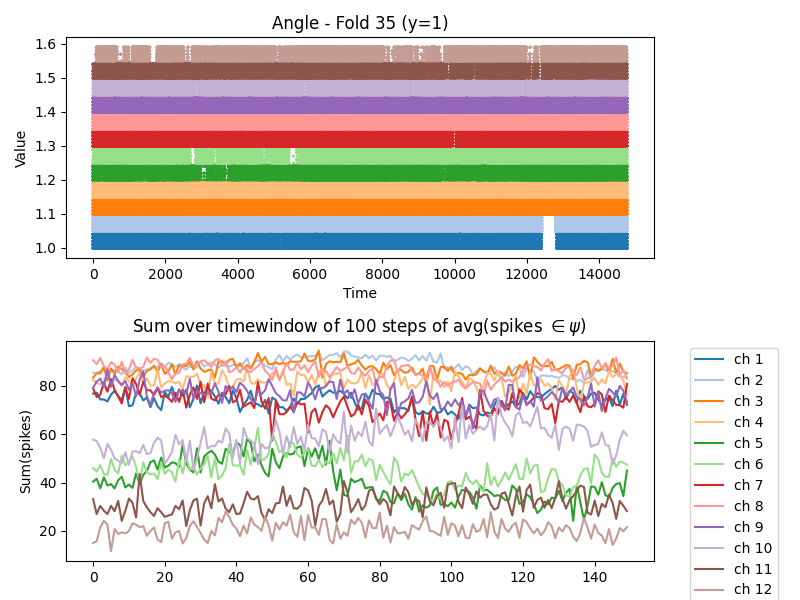 Angle - Fold 35 (y=1)
Value
1.6
1.5
1.4
1.3
1.2
1.1
1.0
0 2000 4000 6000 8000 10000 12000 14000
Time
Sum over timewindow of 100 steps of avg(spikes ∈ ψ)
Sum(spikes)
80
60
40
20
0 20 40 60 80 100 120 140
ch 1
ch 2
ch 3
ch 4
ch 5
ch 6
ch 7
ch 8
ch 9
ch 10
ch 11
ch 12